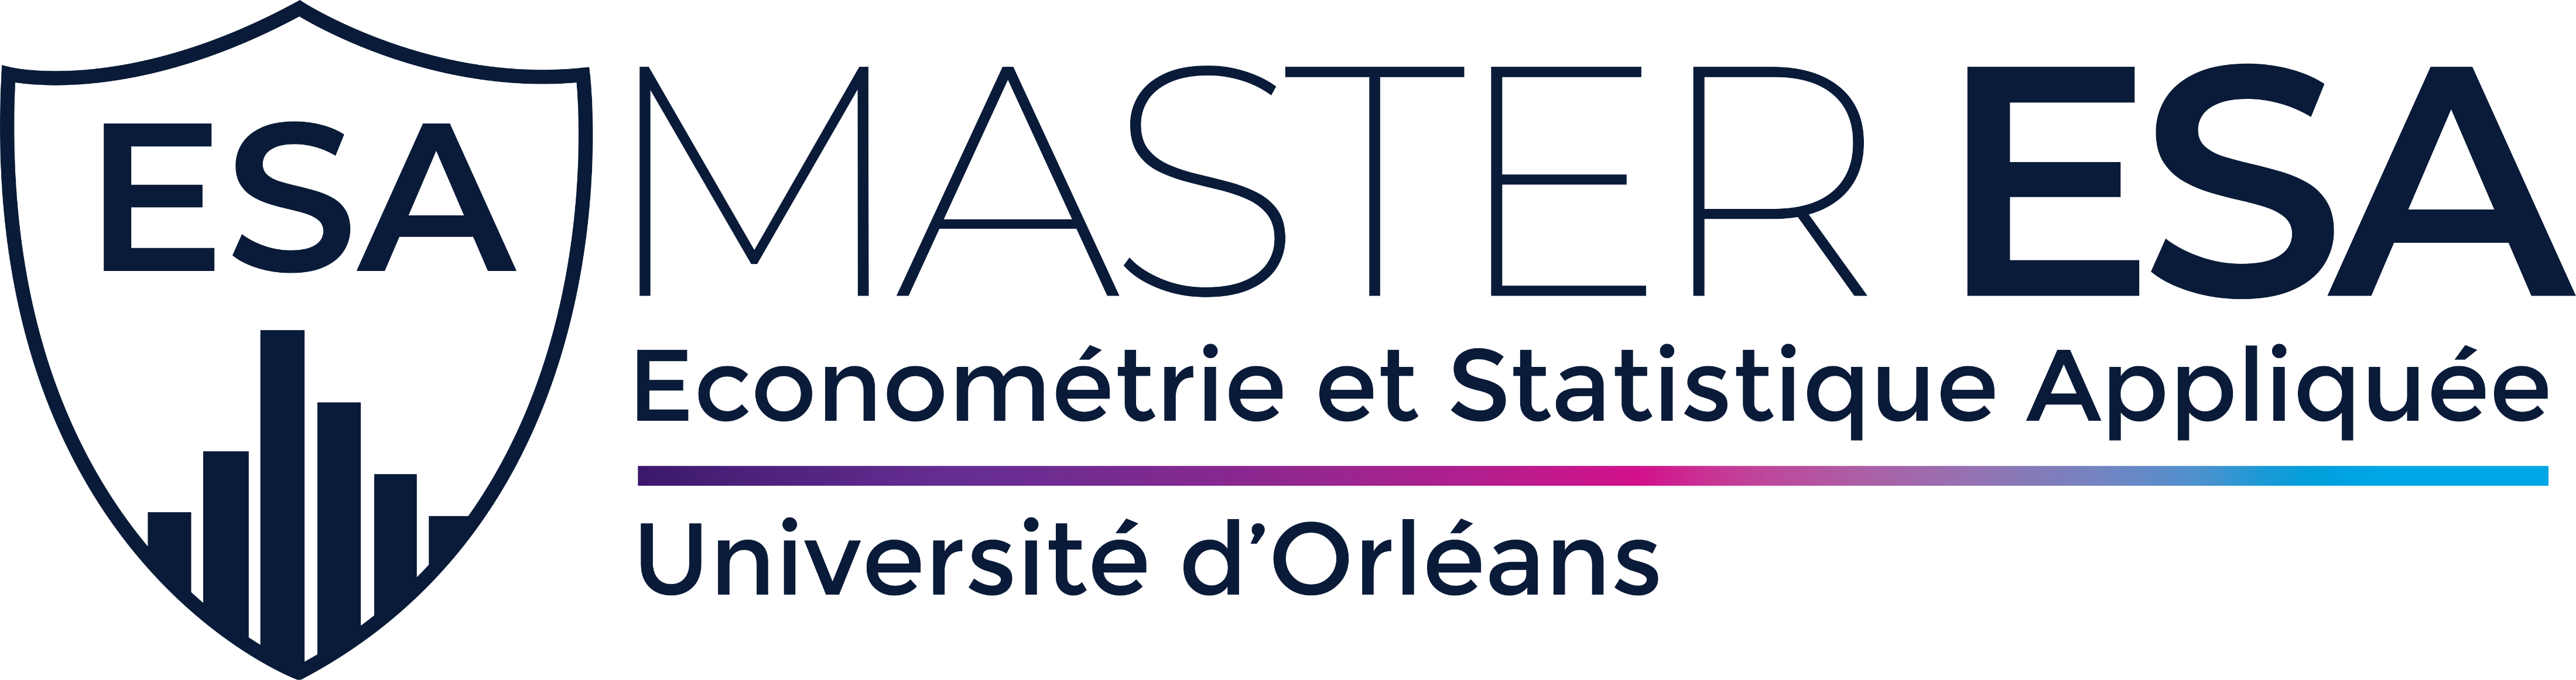 ESA
MASTER ESA
Econométrie et Statistique Appliquée
Université d’Orléans